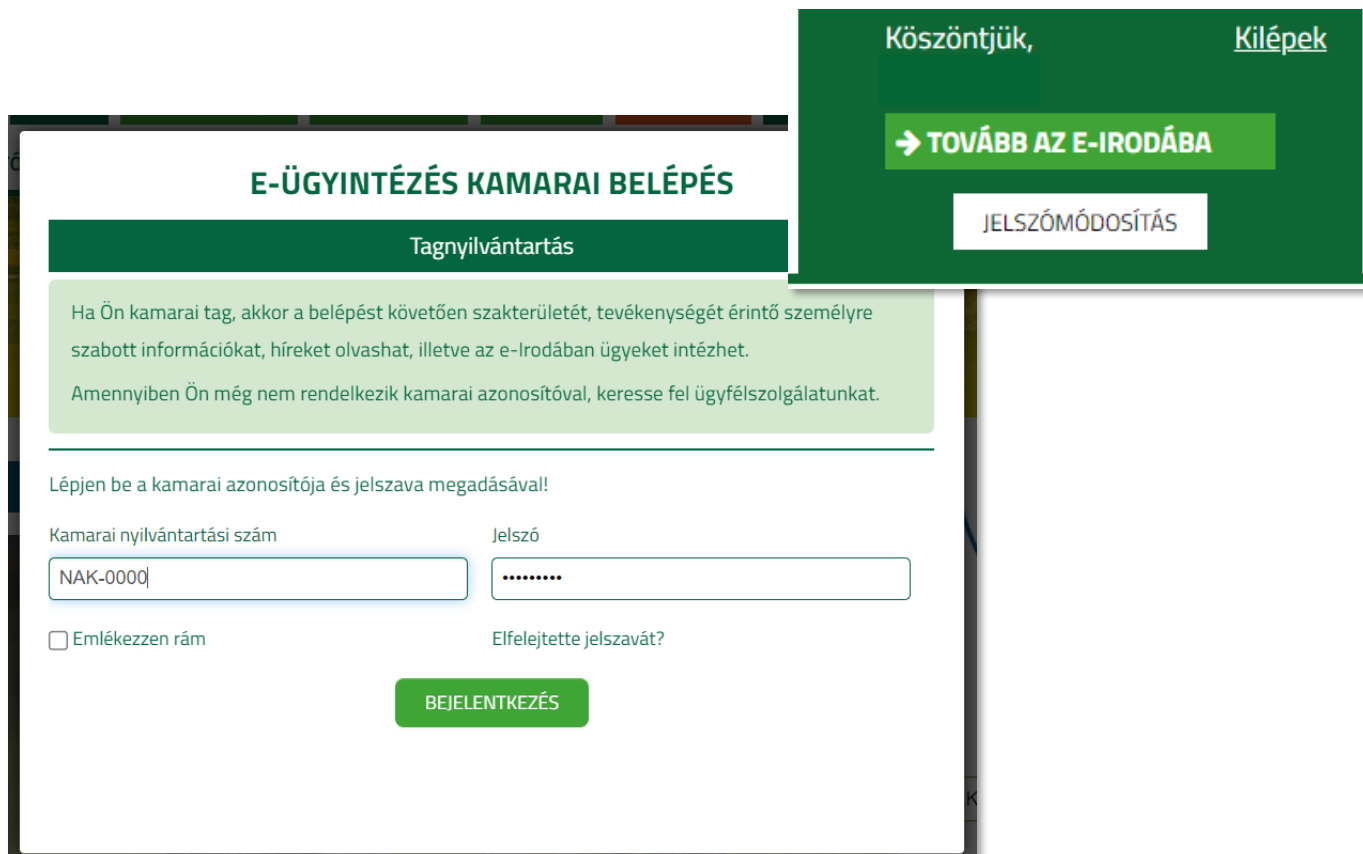 Köszöntjük,
Kilépek
TOVÁBB AZ E-IRODÁBA
JELSZÓMÓDOSÍTÁS
E-ÜGYINTÉZÉS KAMARAI BELÉPÉS
Tagnyilvántartás
Ha Ön kamarai tag, akkor a belépést követően szakterületét, tevékenységét érintő személyre
szabott információkat, híreket olvashat, illetve az e-Irodában ügyeket intézhet.
Amennyiben Ön még nem rendelkezik kamarai azonosítóval, keresse fel ügyfélszolgálatunkat.
Lépjen be a kamarai azonosítója és jelszava megadásával!
Kamarai nyilvántartási szám
Jelszó
NAK-0000
•••••••••
Emlékezzen rám
Elfelejtette jelszavát?
BEJELENTKEZÉS